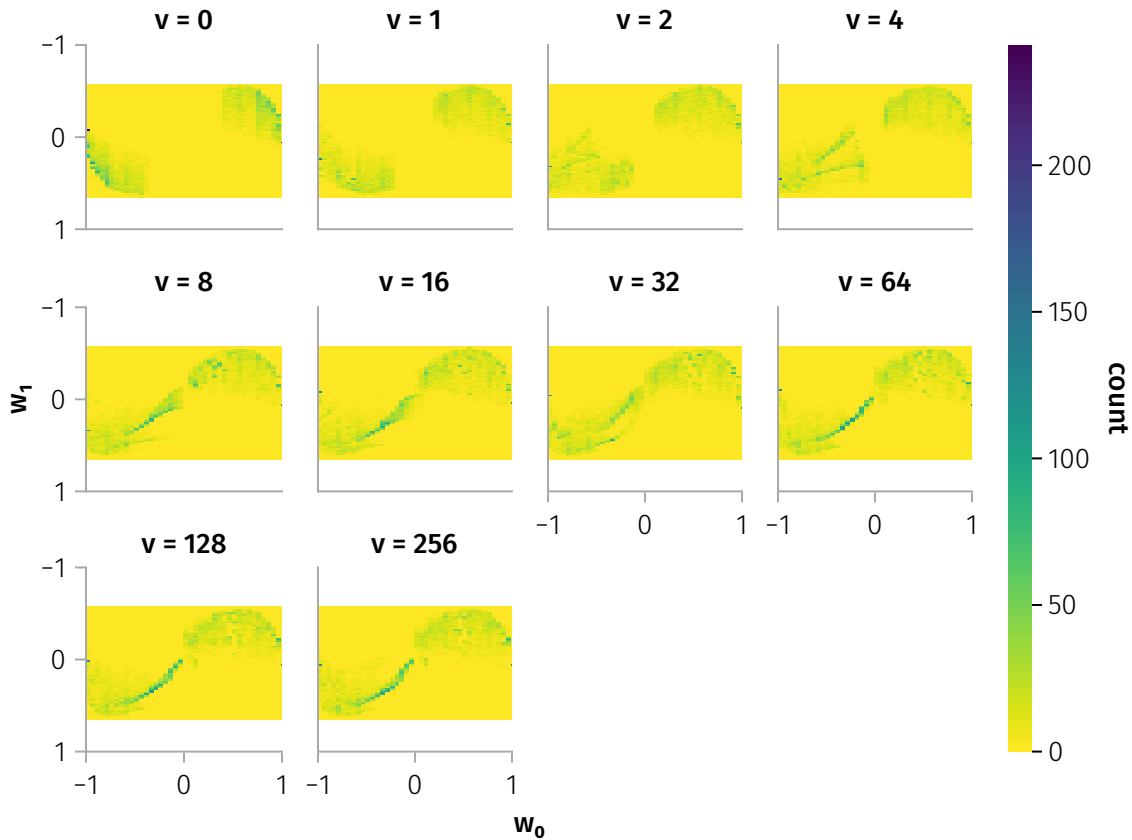 v = 0 v = 1 v = 2 v = 4
−1
0
1
200
v = 8 v = 16 v = 32 v = 64
−1
0
1
150
100
50
0
w₁
count
−1 0 1 −1 0 1
v = 128 v = 256
−1
0
1
−1 0 1 −1 0 1
w₀